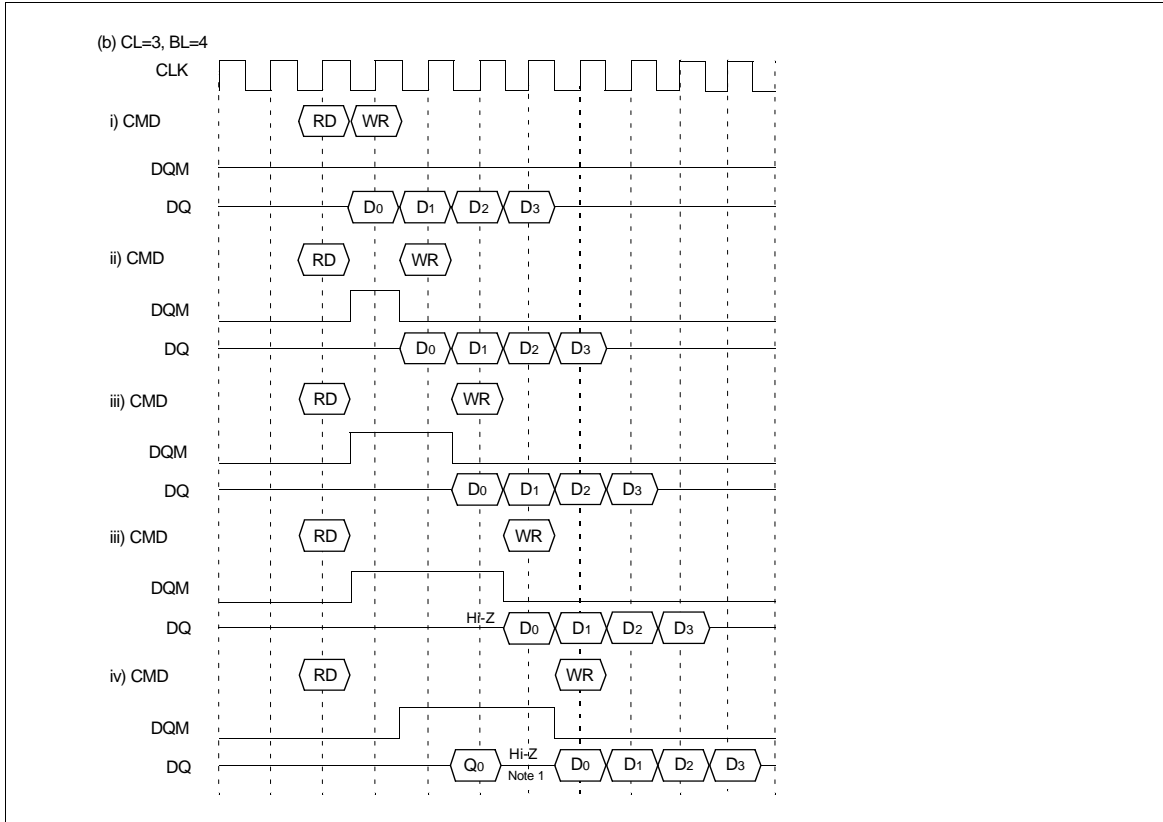 (b) CL=3, BL=4
CLK
i) CMD RD WR
DQM
DQ D0 D1 D2 D3
ii) CMD RD WR
DQM
DQ D0 D1 D2 D3
iii) CMD RD WR
DQM
DQ D0 D1 D2 D3
iii) CMD RD WR
DQM
DQ Hi-Z D0 D1 D2 D3
iv) CMD RD WR
DQM
DQ Q0 Hi-Z D0 D1 D2 D3
Note 1